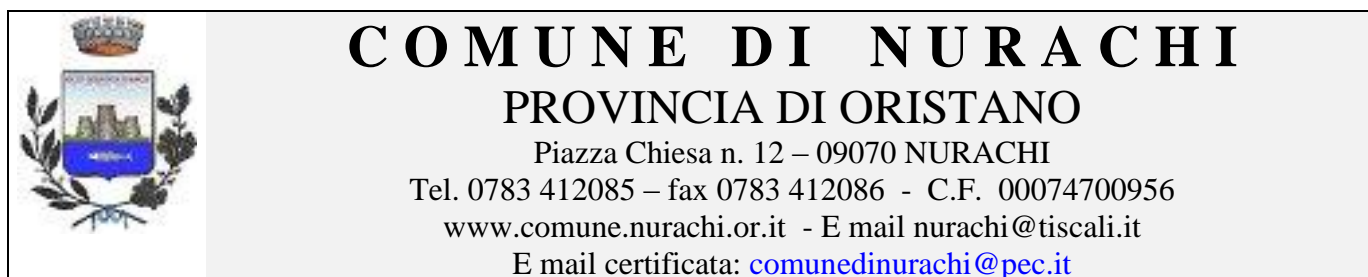 COMUNE DI NURACHI
PROVINCIA DI ORISTANO
Piazza Chiesa n. 12 – 09070 NURACHI
Tel. 0783 412085 – fax 0783 412086 - C.F. 00074700956
www.comune.nurachi.or.it - E mail nurachi@tiscali.it
E mail certificata: comunedinurachi@pec.it